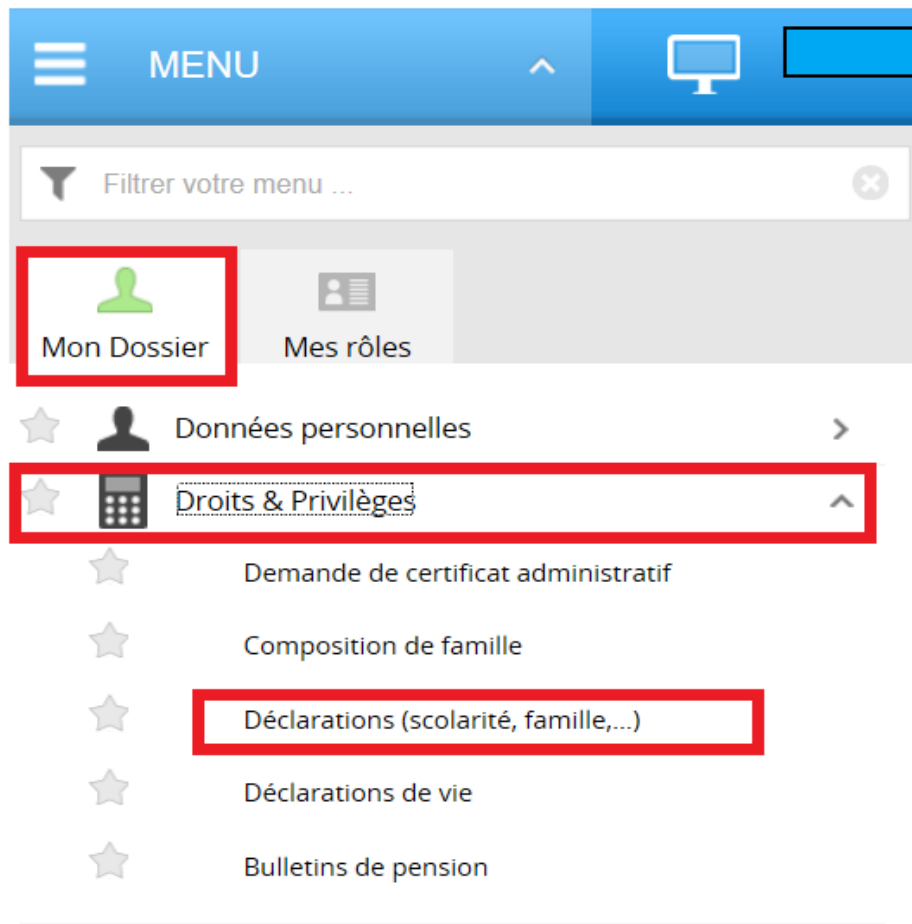 MENU
Filtrer votre menu ...
Mon Dossier
Mes rôles
Données personnelles
Droits & Privilèges
Demande de certificat administratif
Composition de famille
Déclarations (scolarité, famille,...)
Déclarations de vie
Bulletins de pension